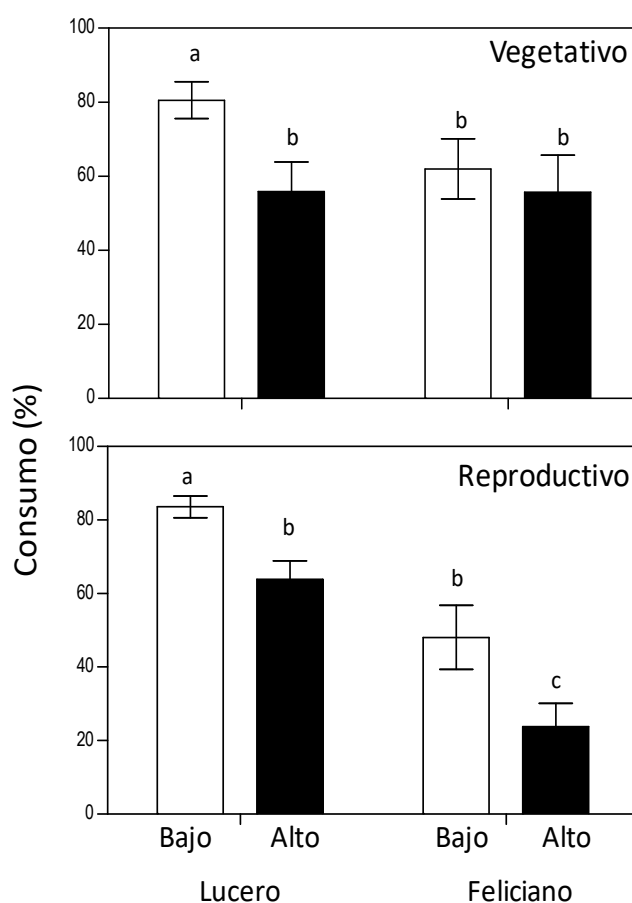 100
Vegetativo
a
80
b
b
b
60
40
20
0
Consumo (%)
100
Reproductivo
a
80
b
b
60
c
40
20
0
Bajo Alto Bajo Alto
Lucero Feliciano